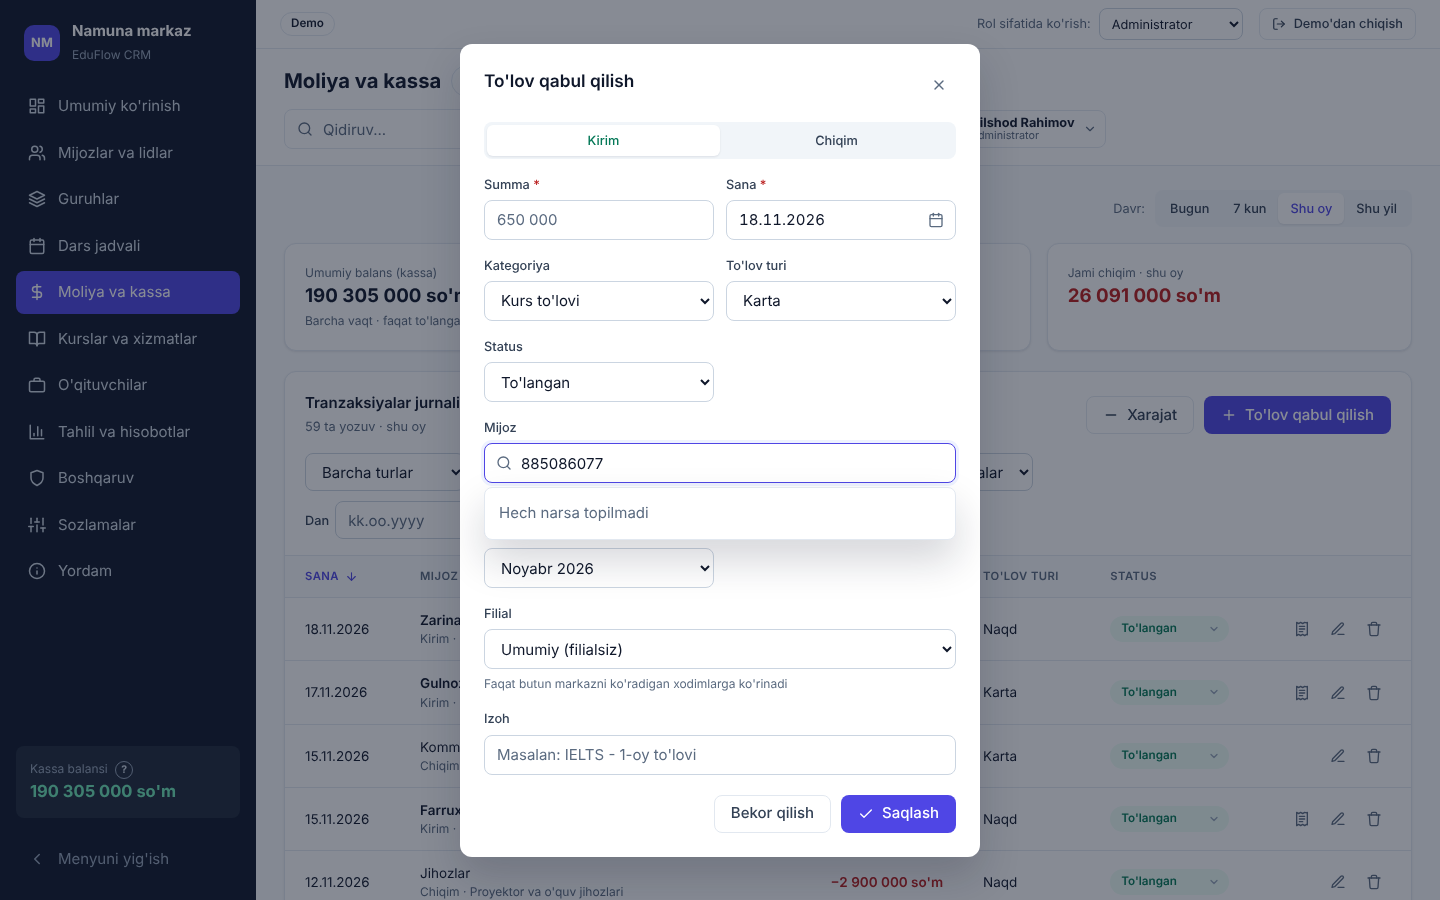 NM
Namuna markaz
EduFlow CRM
Umumiy ko'rinish
Mijozlar va lidlar
Guruhlar
Dars jadvali
Moliya va kassa
Kurslar va xizmatlar
O'qituvchilar
Tahlil va hisobotlar
Boshqaruv
Sozlamalar
Yordam
Kassa balansi ?
190 305 000 so'm
Menyuni yig'ish
Demo
Rol sifatida ko'rish: Administrator
Demo'dan chiqish
Moliya va kassa
Qidiruv...
Rahimov
Davr: Bugun 7 kun Shu oy Shu yil
Umumiy balans (kassa)
190 305 000
Barcha vaqt · faqat
Jami chiqim · shu oy
26 091 000 so'm
Tranzaksiyalar jurnali
59 ta yozuv · shu oy
Xarajat
To'lov qabul qilish
Barcha turlar
Dan kk.oo.yyyy
SANA MIJOZ TO'LOV TURI STATUS
18.11.2026 Zarina Naqd To'langan
Kirim ·
17.11.2026 Karta To'langan
Kirim ·
15.11.2026 Karta To'langan
Chiqim
15.11.2026 Naqd To'langan
Kirim ·
12.11.2026 Jihozlar −2 900 000 so'm Naqd To'langan
Chiqim · Proyektor va o'quv jihozlari
To'lov qabul qilish
Kirim Chiqim
Summa * Sana *
650 000 18.11.2026
Kategoriya To'lov turi
Kurs to'lovi Karta
Status
To'langan
Mijoz
885086077
Hech narsa topilmadi
Noyabr 2026
Filial
Umumiy (filialsiz)
Faqat butun markazni ko'radigan xodimlarga ko'rinadi
Izoh
Masalan: IELTS - 1-oy to'lovi
Bekor qilish Saqlash